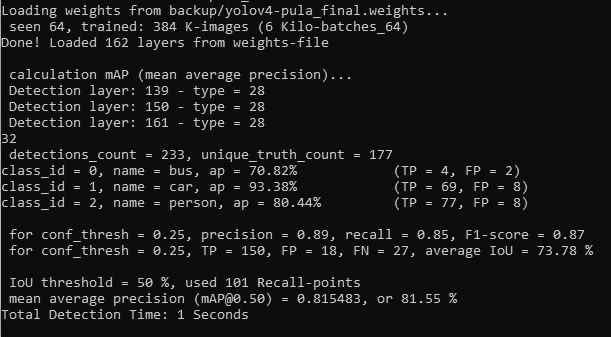 Loading weights from backup/yolov4-pula_final.weights...
seen 64, trained: 384 K-images (6 Kilo-batches_64)
Done! Loaded 162 layers from weights-file
calculation mAP (mean average precision)...
Detection layer: 139 - type = 28
Detection layer: 150 - type = 28
Detection layer: 161 - type = 28
32
detections_count = 233, unique_truth_count = 177
class_id = 0, name = bus, ap = 70.82% (TP = 4, FP = 2)
class_id = 1, name = car, ap = 93.38% (TP = 69, FP = 8)
class_id = 2, name = person, ap = 80.44% (TP = 77, FP = 8)
for conf_thresh = 0.25, precision = 0.89, recall = 0.85, F1-score = 0.87
for conf_thresh = 0.25, TP = 150, FP = 18, FN = 27, average IoU = 73.78 %
IoU threshold = 50 %, used 101 Recall-points
mean average precision (mAP@0.50) = 0.815483, or 81.55 %
Total Detection Time: 1 Seconds